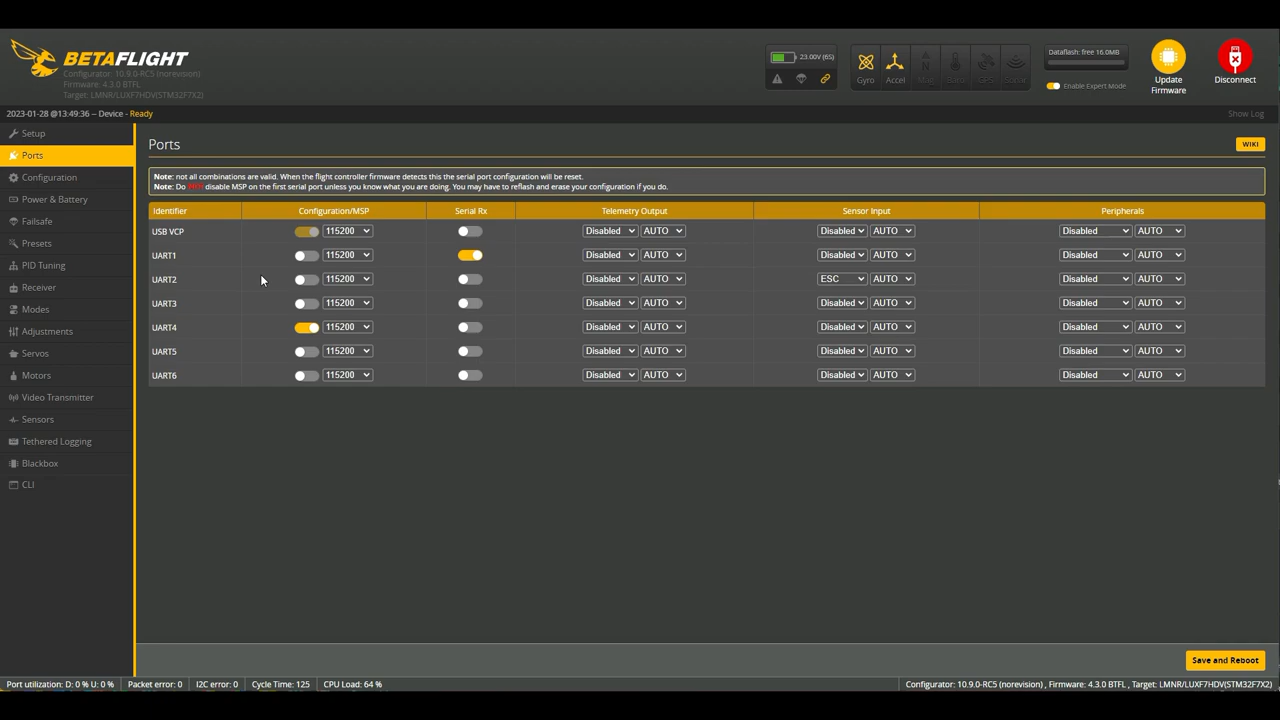 BETAFLIGHT
Configurator: 10.9.0-RC5 (norevision)
Firmware: 4.3.0 BTFL
Target: LMNR/LUXF7HDV(STM32F7X2)
23.00V (6S)
Gyro Accel
Dataflash: free 16.0MB
Enable Expert Mode
Update Firmware
Disconnect
2023-01-28 @13:49:36 -- Device - Ready
Show Log
Setup
Ports
Configuration
Power & Battery
Failsafe
Presets
PID Tuning
Receiver
Modes
Adjustments
Servos
Motors
Video Transmitter
Sensors
Tethered Logging
Blackbox
CLI
Ports
WIKI
Note: not all combinations are valid. When the flight controller firmware detects this the serial port configuration will be reset.
Note: Do NOT disable MSP on the first serial port unless you know what you are doing. You may have to reflash and erase your configuration if you do.
Identifier Configuration/MSP Serial Rx Telemetry Output Sensor Input Peripherals
USB VCP 115200 Disabled AUTO Disabled AUTO Disabled AUTO
UART1 115200 Disabled AUTO Disabled AUTO Disabled AUTO
UART2 115200 Disabled AUTO ESC AUTO Disabled AUTO
UART3 115200 Disabled AUTO Disabled AUTO Disabled AUTO
UART4 115200 Disabled AUTO Disabled AUTO Disabled AUTO
UART5 115200 Disabled AUTO Disabled AUTO Disabled AUTO
UART6 115200 Disabled AUTO Disabled AUTO Disabled AUTO
Save and Reboot
Port utilization: D: 0 % U: 0 % Packet error: 0 I2C error: 0 Cycle Time: 125 CPU Load: 64 %
Configurator: 10.9.0-RC5 (norevision) , Firmware: 4.3.0 BTFL , Target: LMNR/LUXF7HDV(STM32F7X2)